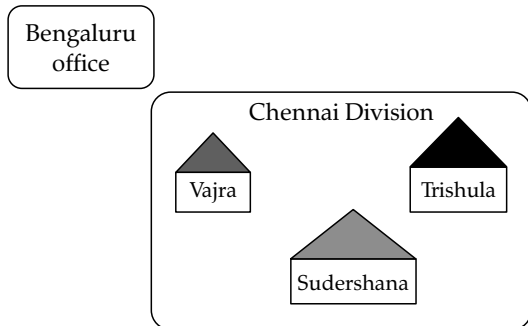 Bengaluru
office
Chennai Division
Vajra
Trishula
Sudershana